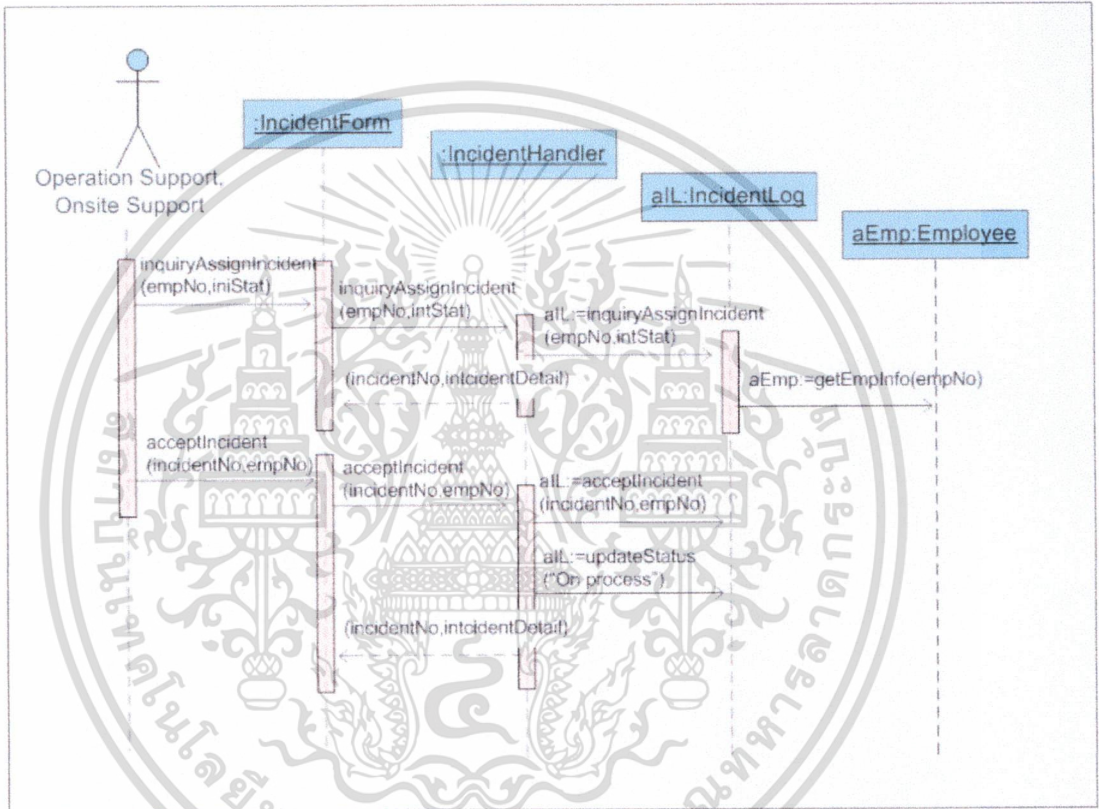 :IncidentForm
:IncidentHandler
Operation Support,
Onsite Support
aIL:IncidentLog
aEmp:Employee
inquiryAssignIncident
(empNo,iniStat)
inquiryAssignIncident
(empNo,intStat)
aIL:=inquiryAssignIncident
(empNo,intStat)
(incidentNo,intcidentDetail)
aEmp:=getEmpInfo(empNo)
acceptIncident
(incidentNo,empNo)
acceptIncident
(incidentNo,empNo)
aIL:=acceptIncident
(incidentNo,empNo)
aIL:=updateStatus
("On process")
(incidentNo,intcidentDetail)